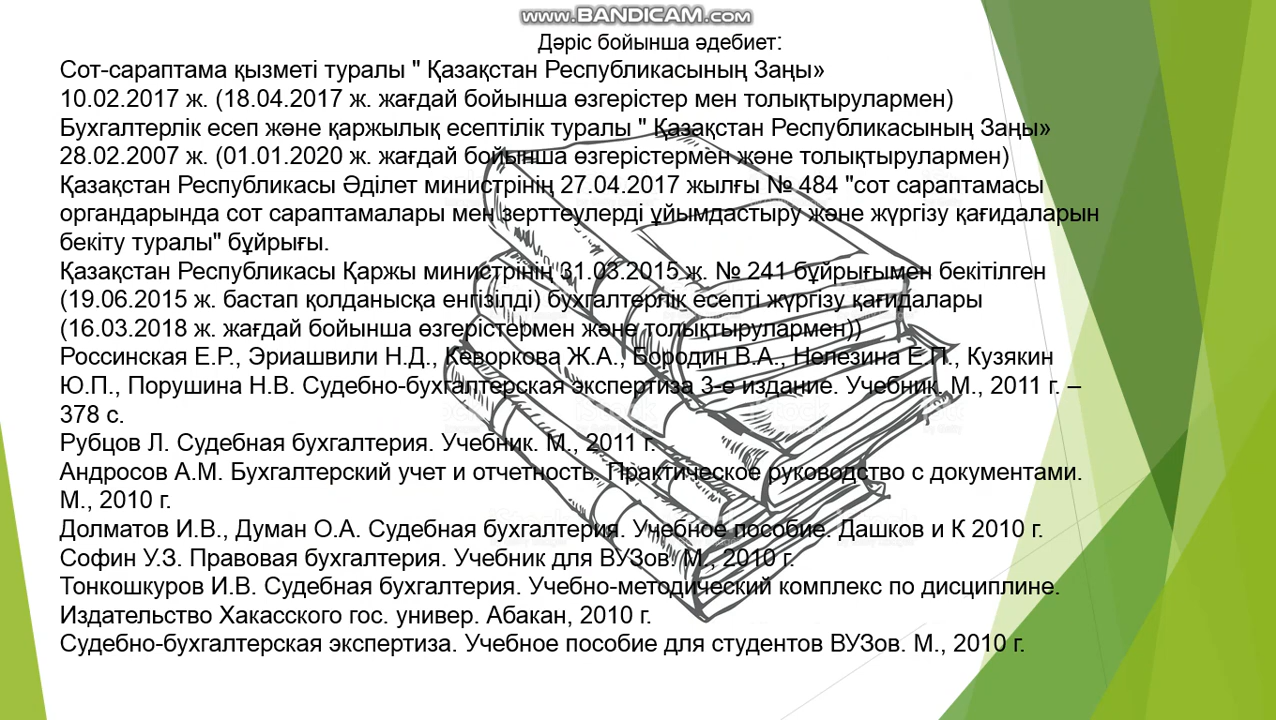 www.BANDICAM.com
Дәріс бойынша әдебиет:
Сот-сараптама қызметі туралы " Қазақстан Республикасының Заңы»
10.02.2017 ж. (18.04.2017 ж. жағдай бойынша өзгерістер мен толықтырулармен)
Бухгалтерлік есеп және қаржылық есептілік туралы " Қазақстан Республикасының Заңы»
28.02.2007 ж. (01.01.2020 ж. жағдай бойынша өзгерістермен және толықтырулармен)
Қазақстан Республикасы Әділет министрінің 27.04.2017 жылғы № 484 "сот сараптамасы
органдарында сот сараптамалары мен зерттеулерді ұйымдастыру және жүргізу қағидаларын
бекіту туралы" бұйрығы.
Қазақстан Республикасы Қаржы министрінің 31.03.2015 ж. № 241 бұйрығымен бекітілген
(19.06.2015 ж. бастап қолданысқа енгізілді) бухгалтерлік есепті жүргізу қағидалары
(16.03.2018 ж. жағдай бойынша өзгерістермен және толықтырулармен))
Россинская Е.Р., Эриашвили Н.Д., Кеворкова Ж.А., Бородин В.А., Нелезина Е.П., Кузякин
Ю.П., Порушина Н.В. Судебно-бухгалтерская экспертиза 3-е издание. Учебник. М., 2011 г. –
378 с.
Рубцов Л. Судебная бухгалтерия. Учебник. М., 2011 г.
Андросов А.М. Бухгалтерский учет и отчетность. Практическое руководство с документами.
М., 2010 г.
Долматов И.В., Думан О.А. Судебная бухгалтерия. Учебное пособие. Дашков и К 2010 г.
Софин У.З. Правовая бухгалтерия. Учебник для ВУЗов. М., 2010 г.
Тонкошкуров И.В. Судебная бухгалтерия. Учебно-методический комплекс по дисциплине.
Издательство Хакасского гос. универ. Абакан, 2010 г.
Судебно-бухгалтерская экспертиза. Учебное пособие для студентов ВУЗов. М., 2010 г.